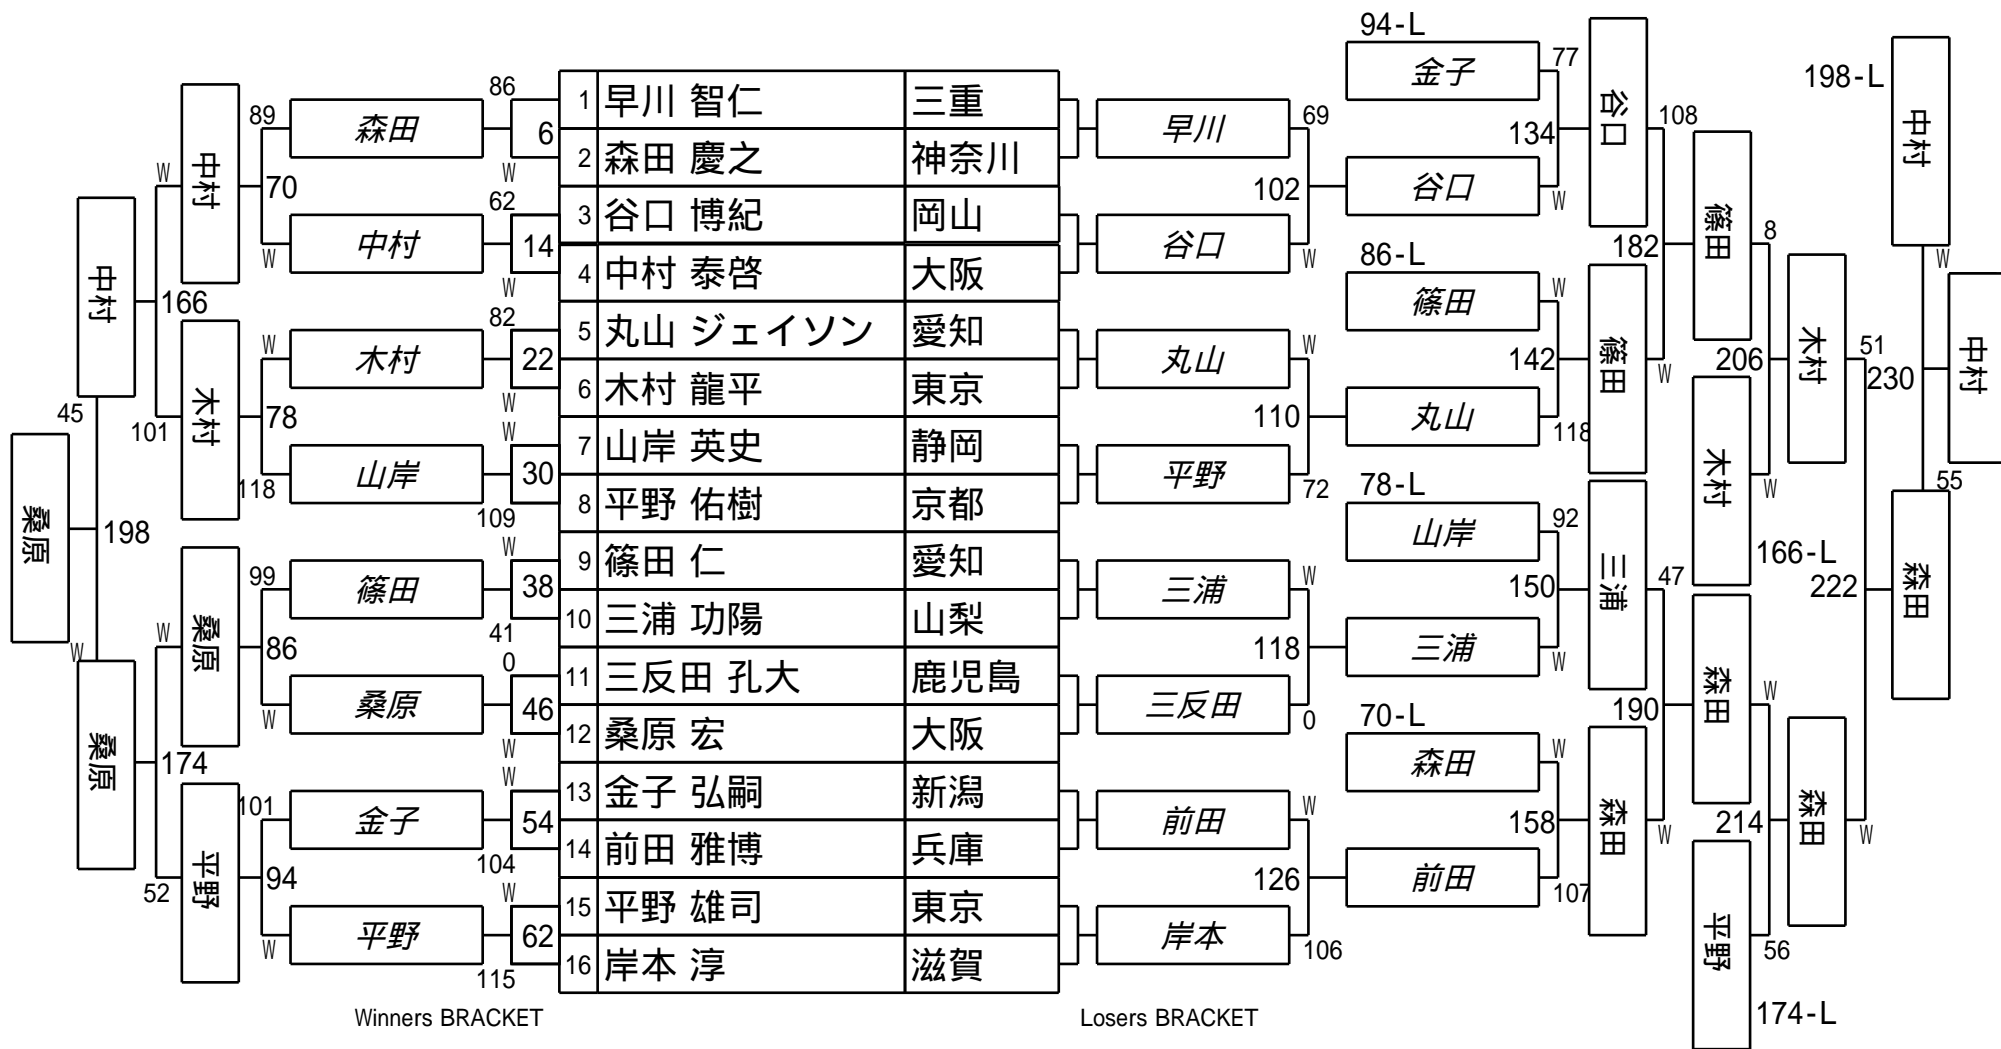 94-L
198-L
86
1 早川 智仁 三重
金子
77
谷口
89
森田
6
早川
69
134
108
中村
W
中村
2 森田 慶之 神奈川
W
70
W
62
3 谷口 博紀 岡山
102
谷口
W
篠田
中村
14
谷口
182
8
中村
W
4 中村 泰啓 大阪
W
W
86-L
W
166
82
5 丸山 ジェイソン 愛知
篠田
W
W
木村
22
丸山
W
142
篠田
206
木村
51
230
中村
6 木村 龍平 東京
W
W
45
101
木村
78
W
7 山岸 英史 静岡
110
丸山
118
山岸
30
平野
木村
W
118
8 平野 佑樹 京都
72
78-L
55
109
桑原
198
W
9 篠田 仁 愛知
山岸
92
三浦
166-L
99
篠田
38
三浦
W
150
47
222
森田
10 三浦 功陽 山梨
W
桑原
86
41
三浦
W
W
0
11 三反田 孔大 鹿児島
118
桑原
46
三反田
森田
W
190
W
12 桑原 宏 大阪
0
70-L
W
桑原
174
W
13 金子 弘嗣 新潟
森田
W
101
金子
54
前田
W
158
森田
W
214
森田
W
14 前田 雅博 兵庫
104
52
平野
94
W
15 平野 雄司 東京
126
前田
107
平野
62
岸本
平野
56
W
16 岸本 淳 滋賀
106
115
174-L
Winners BRACKET
Losers BRACKET